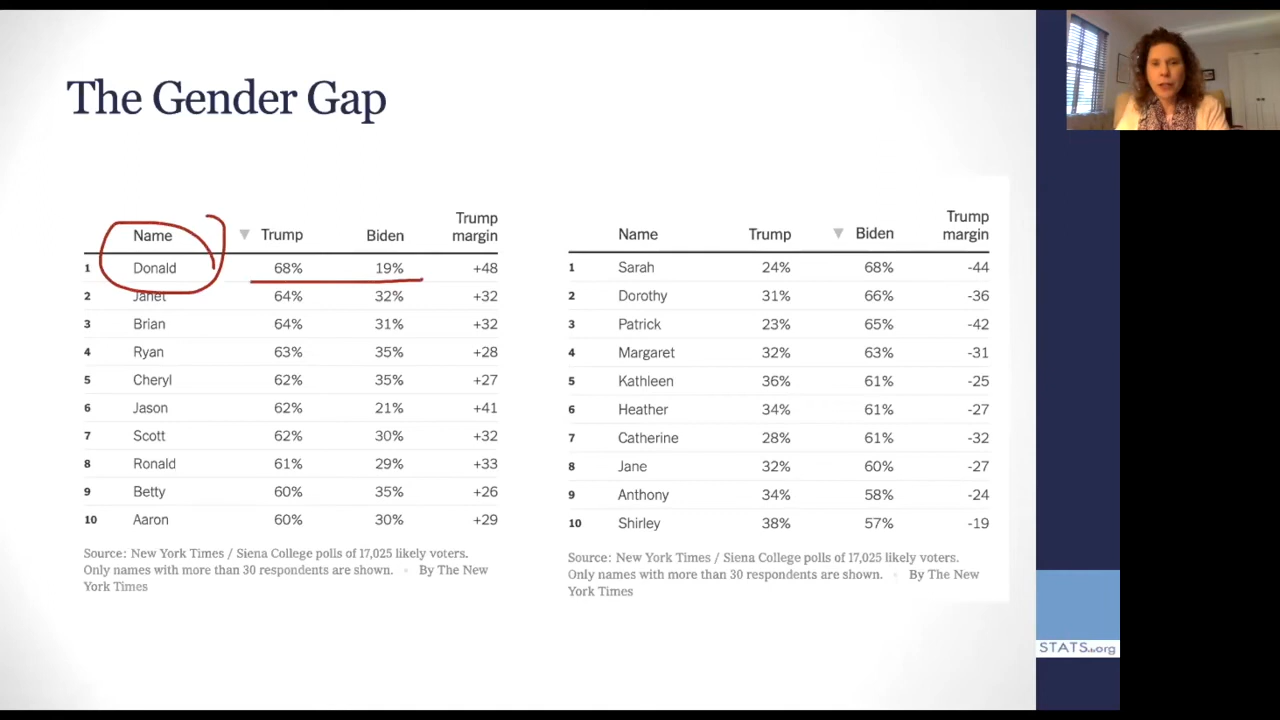 The Gender Gap
Name Trump Biden Trump margin
1 Donald 68% 19% +48
2 Janet 64% 32% +32
3 Brian 64% 31% +32
4 Ryan 63% 35% +28
5 Cheryl 62% 35% +27
6 Jason 62% 21% +41
7 Scott 62% 30% +32
8 Ronald 61% 29% +33
9 Betty 60% 35% +26
10 Aaron 60% 30% +29
Source: New York Times / Siena College polls of 17,025 likely voters.
Only names with more than 30 respondents are shown. • By The New
York Times
Name Trump Biden Trump margin
1 Sarah 24% 68% -44
2 Dorothy 31% 66% -36
3 Patrick 23% 65% -42
4 Margaret 32% 63% -31
5 Kathleen 36% 61% -25
6 Heather 34% 61% -27
7 Catherine 28% 61% -32
8 Jane 32% 60% -27
9 Anthony 34% 58% -24
10 Shirley 38% 57% -19
Source: New York Times / Siena College polls of 17,025 likely voters.
Only names with more than 30 respondents are shown. • By The New
York Times
STATS.org